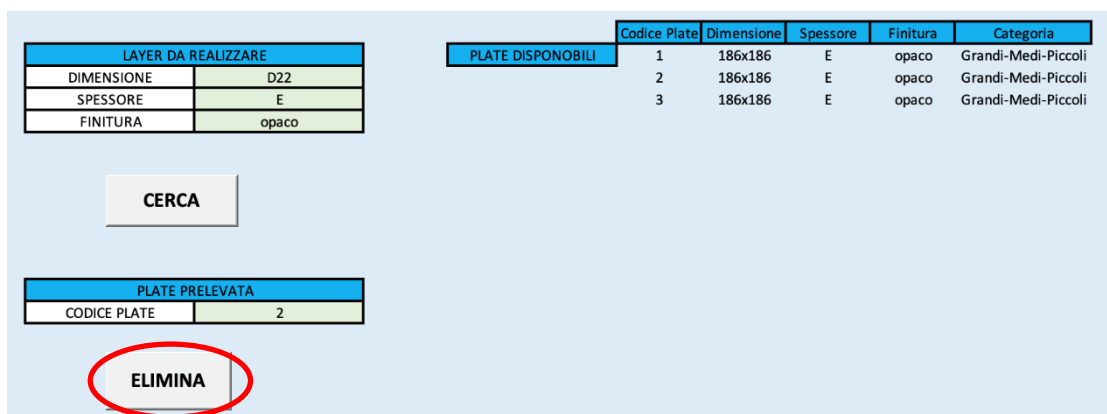 Codice Plate Dimensione Spessore Finitura Categoria
LAYER DA REALIZZARE
PLATE DISPONIBILI 1 186x186 E opaco Grandi-Medi-Piccoli
DIMENSIONE D22
2 186x186 E opaco Grandi-Medi-Piccoli
SPESSORE E
3 186x186 E opaco Grandi-Medi-Piccoli
FINITURA opaco
CERCA
PLATE PRELEVATA
CODICE PLATE 2
ELIMINA